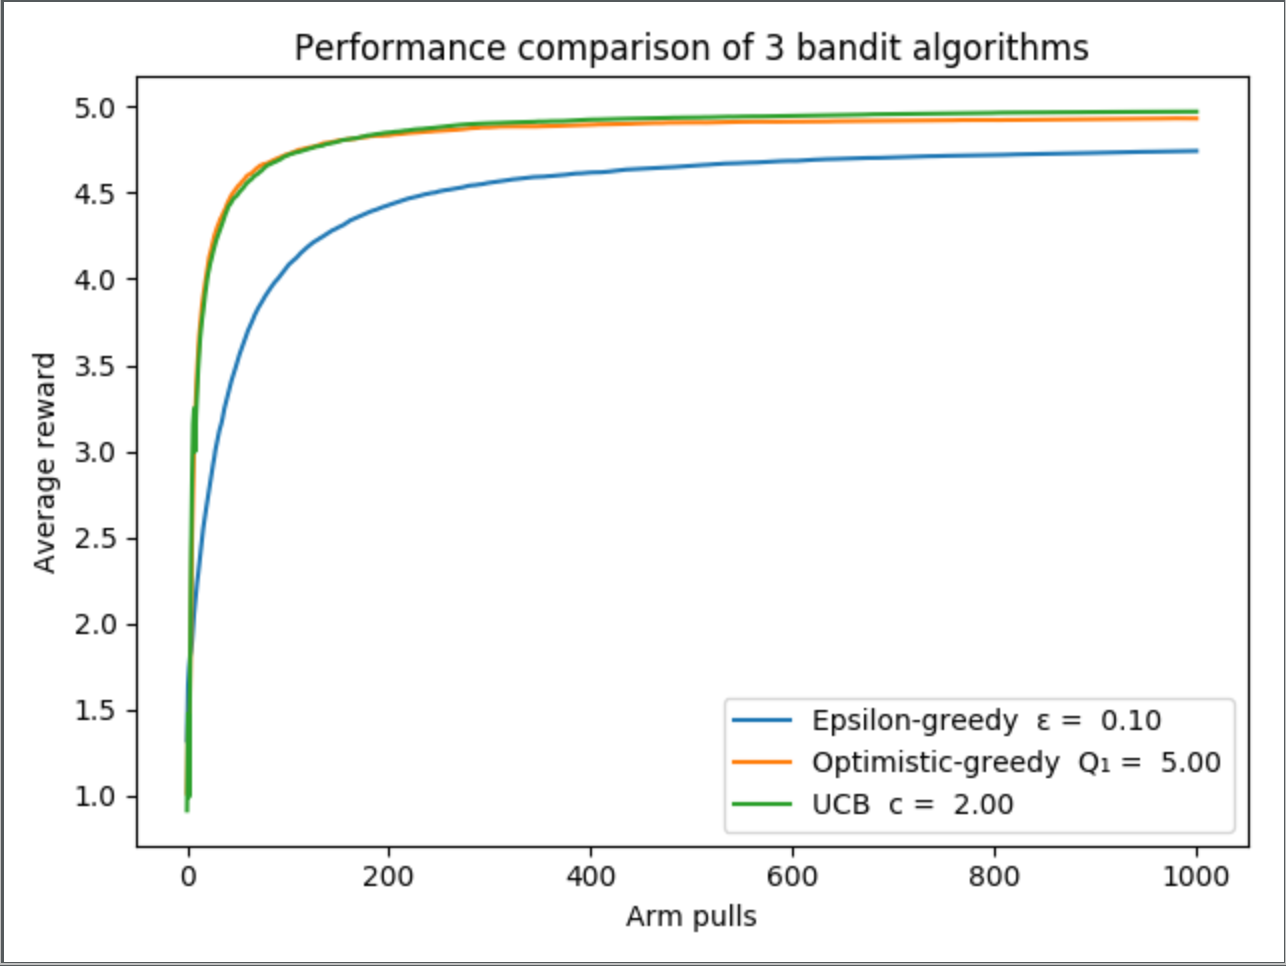 Performance comparison of 3 bandit algorithms
5.0
4.5
4.0
3.5
3.0
2.5
2.0
1.5
1.0
Average reward
Epsilon-greedy ε = 0.10
Optimistic-greedy Q₁ = 5.00
UCB c = 2.00
0 200 400 600 800 1000
Arm pulls